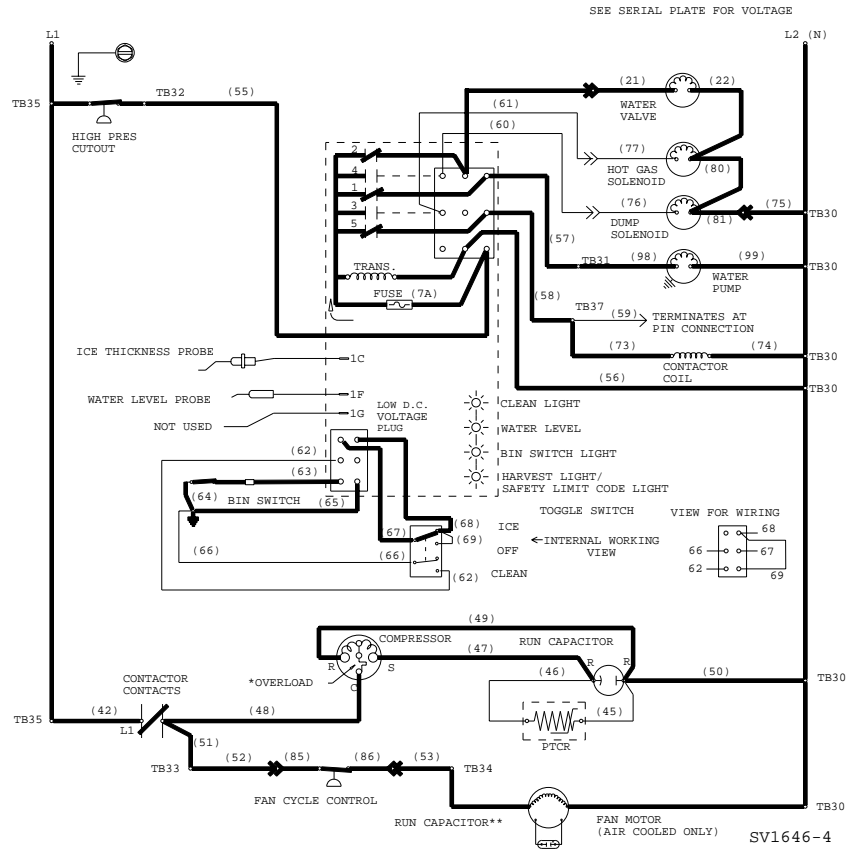 SEE SERIAL PLATE FOR VOLTAGE
L1
L2 (N)
TB35
TB32
(55)
HIGH PRES
CUTOUT
(21)
(22)
WATER
VALVE
(61)
(60)
(77)
(80)
HOT GAS
SOLENOID
(76)
(81)
(75)
DUMP
SOLENOID
TB30
2
4
1
3
5
(57)
TB31
(98)
(99)
TB30
WATER
PUMP
TRANS.
FUSE (7A)
(58)
TB37
(59)
TERMINATES AT
PIN CONNECTION
(73)
(74)
TB30
CONTACTOR
COIL
(56)
TB30
ICE THICKNESS PROBE
1C
WATER LEVEL PROBE
1F
NOT USED
1G
LOW D.C.
VOLTAGE
PLUG
CLEAN LIGHT
WATER LEVEL
BIN SWITCH LIGHT
HARVEST LIGHT/
SAFETY LIMIT CODE LIGHT
(62)
(63)
(64)
BIN SWITCH
(65)
(66)
(67)
(68)
(69)
(66)
(62)
TOGGLE SWITCH
ICE
OFF
CLEAN
INTERNAL WORKING
VIEW
VIEW FOR WIRING
68
66
67
62
69
(49)
COMPRESSOR
(47)
RUN CAPACITOR
R
S
C
*OVERLOAD
R
R
(46)
(50)
TB30
(45)
PTCR
CONTACTOR
CONTACTS
TB35
(42)
L1
(48)
(51)
TB33
(52)
(85)
(86)
(53)
TB34
FAN CYCLE CONTROL
RUN CAPACITOR**
FAN MOTOR
(AIR COOLED ONLY)
TB30
SV1646-4